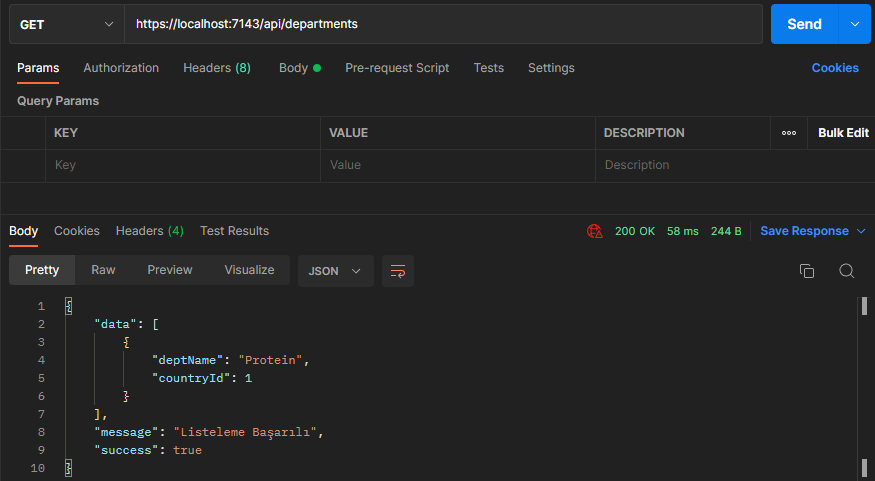 GET https://localhost:7143/api/departments Send
Params Authorization Headers (8) Body Pre-request Script Tests Settings Cookies
Query Params
KEY VALUE DESCRIPTION ooo Bulk Edit
Key Value Description
Body Cookies Headers (4) Test Results 200 OK 58 ms 244 B Save Response
Pretty Raw Preview Visualize JSON
1 {
2 "data": [
3 {
4 "deptName": "Protein",
5 "countryId": 1
6 }
7 ],
8 "message": "Listeleme Başarılı",
9 "success": true
10 }